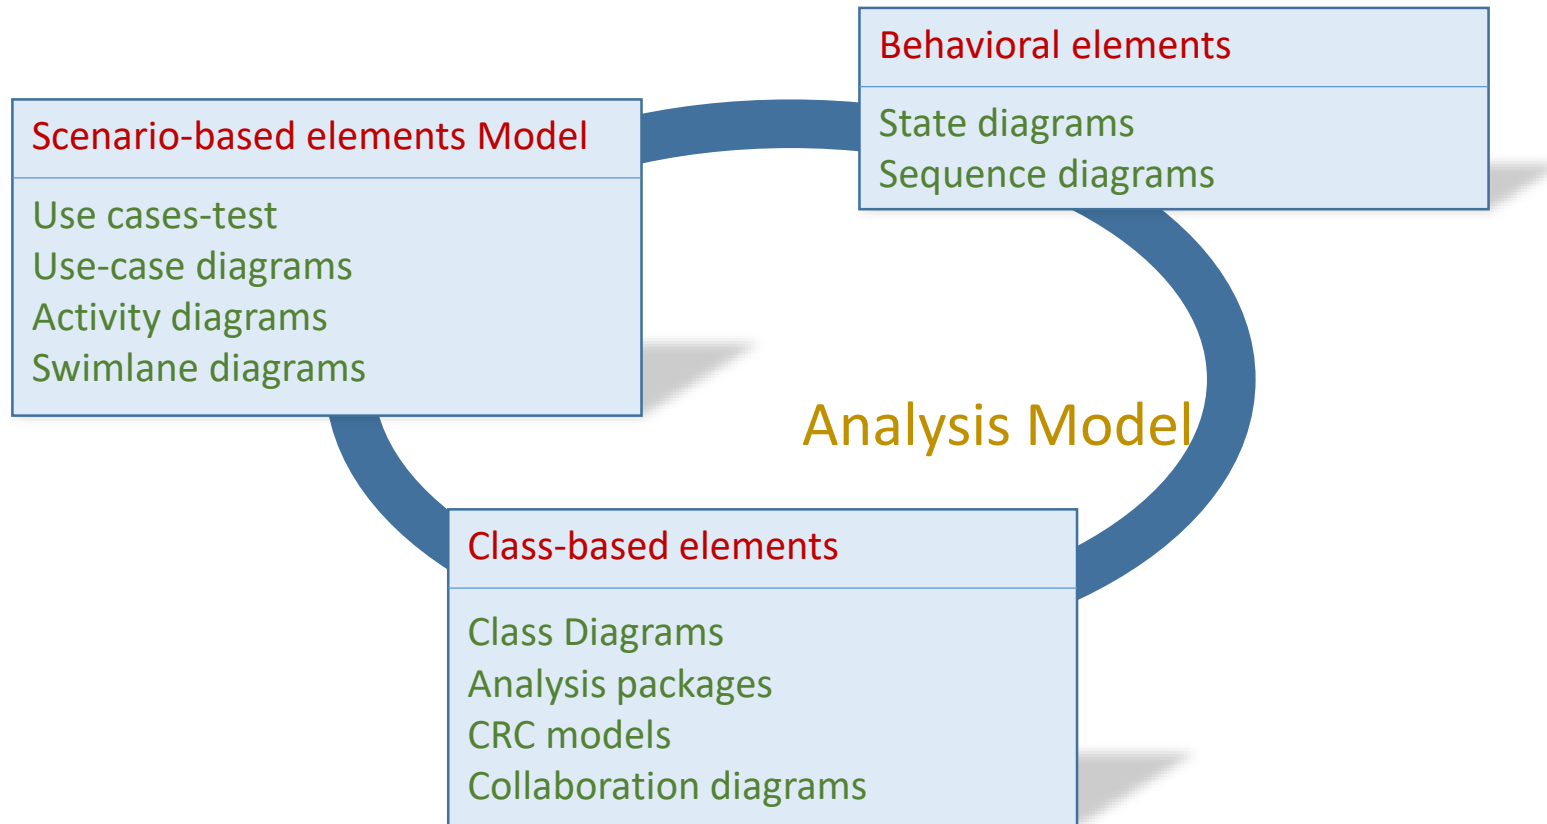 Behavioral elements
State diagrams
Sequence diagrams
Scenario-based elements Model
Use cases-test
Use-case diagrams
Activity diagrams
Swimlane diagrams
Analysis Model
Class-based elements
Class Diagrams
Analysis packages
CRC models
Collaboration diagrams